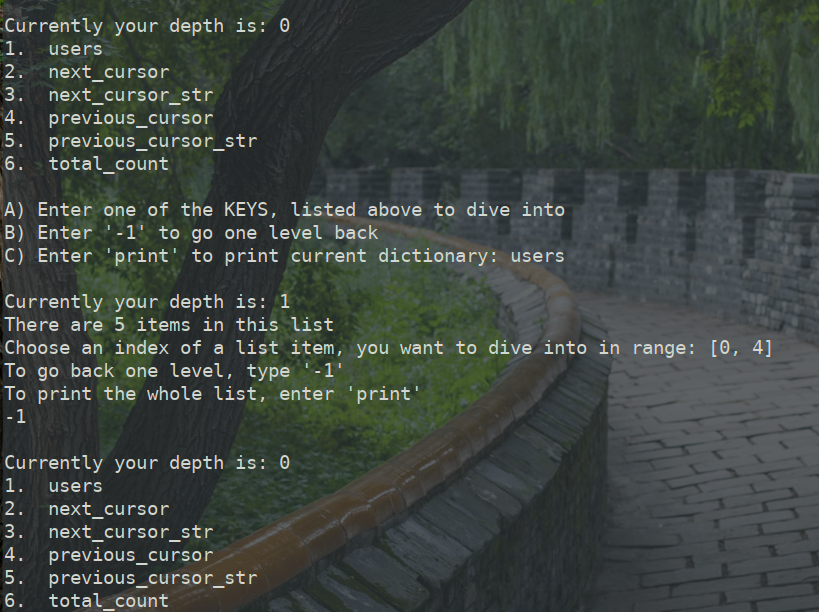 Currently your depth is: 0
1.  users
2.  next_cursor
3.  next_cursor_str
4.  previous_cursor
5.  previous_cursor_str
6.  total_count

A) Enter one of the KEYS, listed above to dive into
B) Enter '-1' to go one level back
C) Enter 'print' to print current dictionary: users

Currently your depth is: 1
There are 5 items in this list
Choose an index of a list item, you want to dive into in range: [0, 4]
To go back one level, type '-1'
To print the whole list, enter 'print'
-1

Currently your depth is: 0
1.  users
2.  next_cursor
3.  next_cursor_str
4.  previous_cursor
5.  previous_cursor_str
6.  total_count